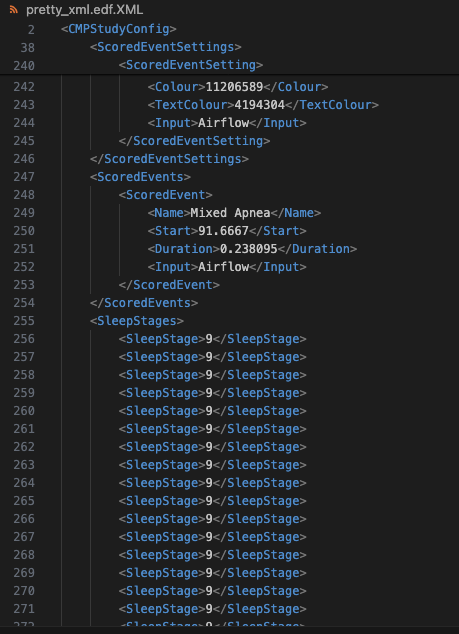 pretty_xml.edf.XML
2 <CMPStudyConfig>
38 <ScoredEventSettings>
240 <ScoredEventSetting>
242 <Colour>11206589</Colour>
243 <TextColour>4194304</TextColour>
244 <Input>Airflow</Input>
245 </ScoredEventSetting>
246 </ScoredEventSettings>
247 <ScoredEvents>
248 <ScoredEvent>
249 <Name>Mixed Apnea</Name>
250 <Start>91.6667</Start>
251 <Duration>0.238095</Duration>
252 <Input>Airflow</Input>
253 </ScoredEvent>
254 </ScoredEvents>
255 <SleepStages>
256 <SleepStage>9</SleepStage>
257 <SleepStage>9</SleepStage>
258 <SleepStage>9</SleepStage>
259 <SleepStage>9</SleepStage>
260 <SleepStage>9</SleepStage>
261 <SleepStage>9</SleepStage>
262 <SleepStage>9</SleepStage>
263 <SleepStage>9</SleepStage>
264 <SleepStage>9</SleepStage>
265 <SleepStage>9</SleepStage>
266 <SleepStage>9</SleepStage>
267 <SleepStage>9</SleepStage>
268 <SleepStage>9</SleepStage>
269 <SleepStage>9</SleepStage>
270 <SleepStage>9</SleepStage>
271 <SleepStage>9</SleepStage>
272 <SleepStage>9</SleepStage>